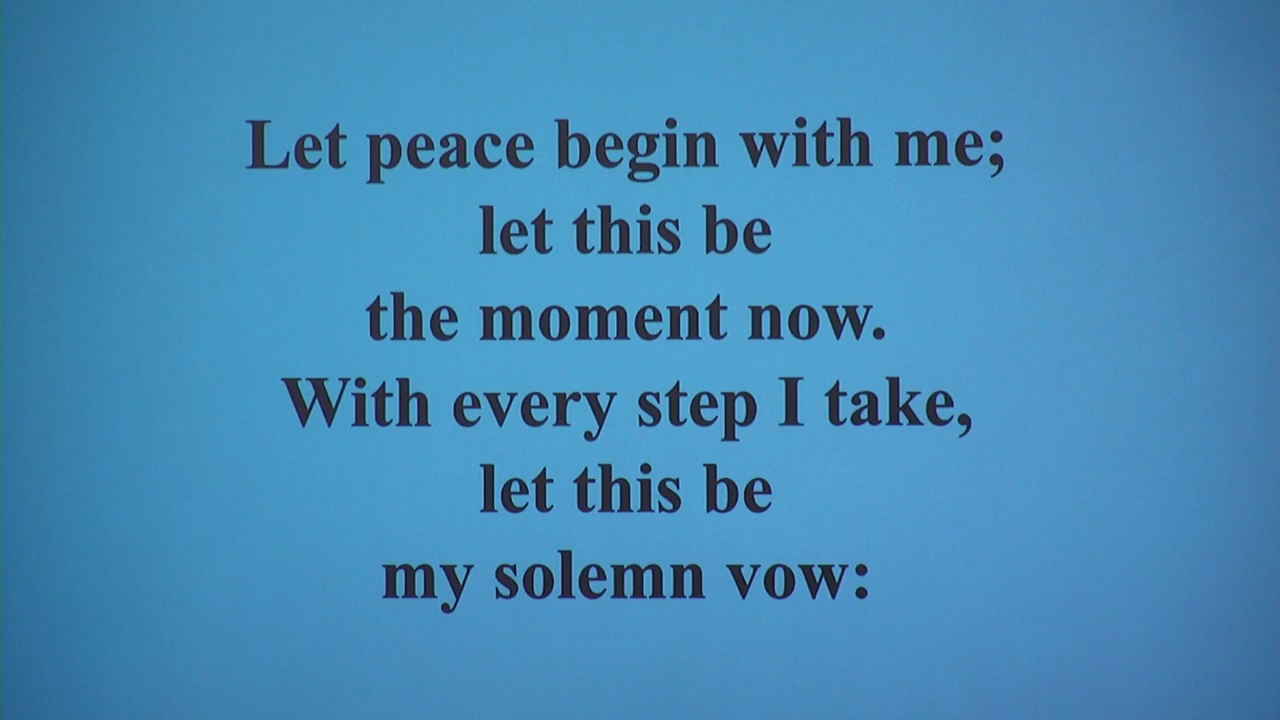 Let peace begin with me;
let this be
the moment now.
With every step I take,
let this be
my solemn vow: